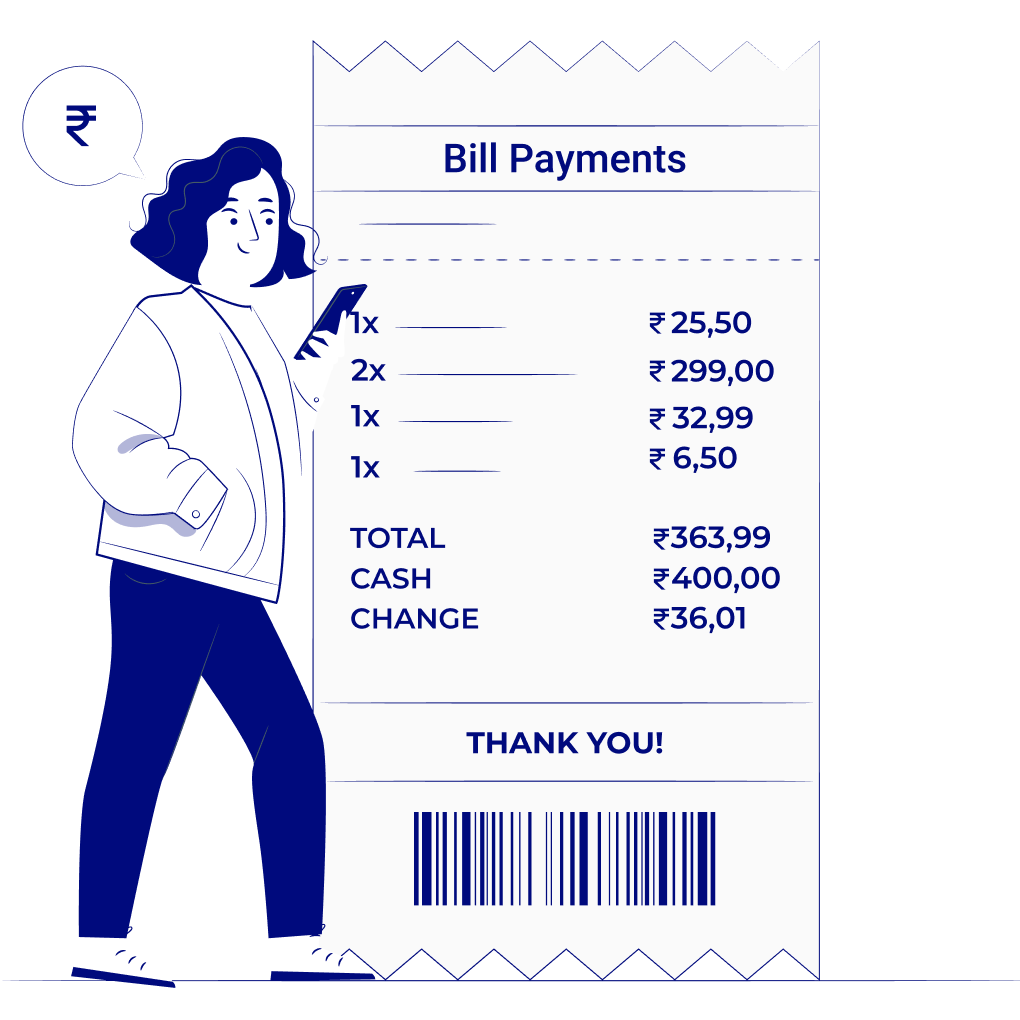 ₹
Bill Payments
1x ₹ 25,50
2x ₹ 299,00
1x ₹ 32,99
1x ₹ 6,50
TOTAL ₹363,99
CASH ₹400,00
CHANGE ₹36,01
THANK YOU!